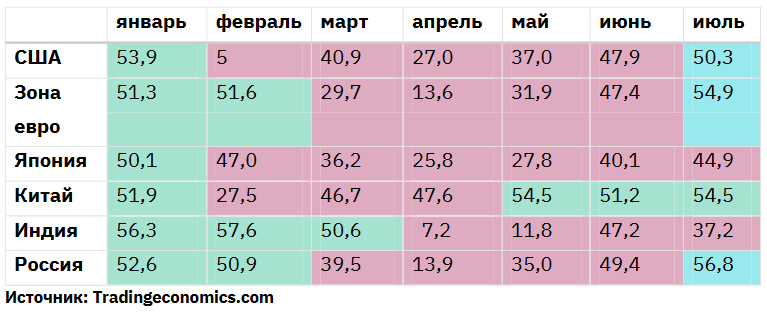 январь февраль март апрель май июнь июль
США 53,9 5 40,9 27,0 37,0 47,9 50,3
Зона 51,3 51,6 29,7 13,6 31,9 47,4 54,9
евро
Япония 50,1 47,0 36,2 25,8 27,8 40,1 44,9
Китай 51,9 27,5 46,7 47,6 54,5 51,2 54,5
Индия 56,3 57,6 50,6 7,2 11,8 47,2 37,2
Россия 52,6 50,9 39,5 13,9 35,0 49,4 56,8
Источник: Tradingeconomics.com